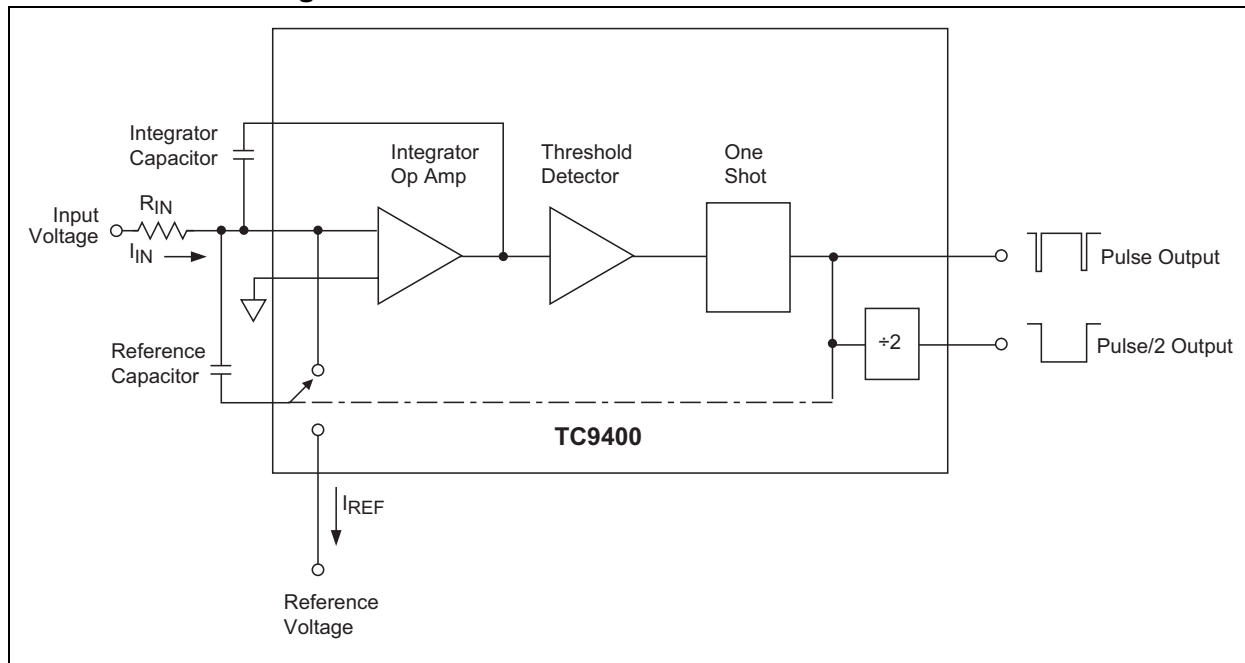 Integrator
Capacitor
Integrator
Op Amp
Threshold
Detector
One
Shot
Input
Voltage
RIN
IIN
Pulse Output
÷2
Pulse/2 Output
Reference
Capacitor
TC9400
IREF
Reference
Voltage